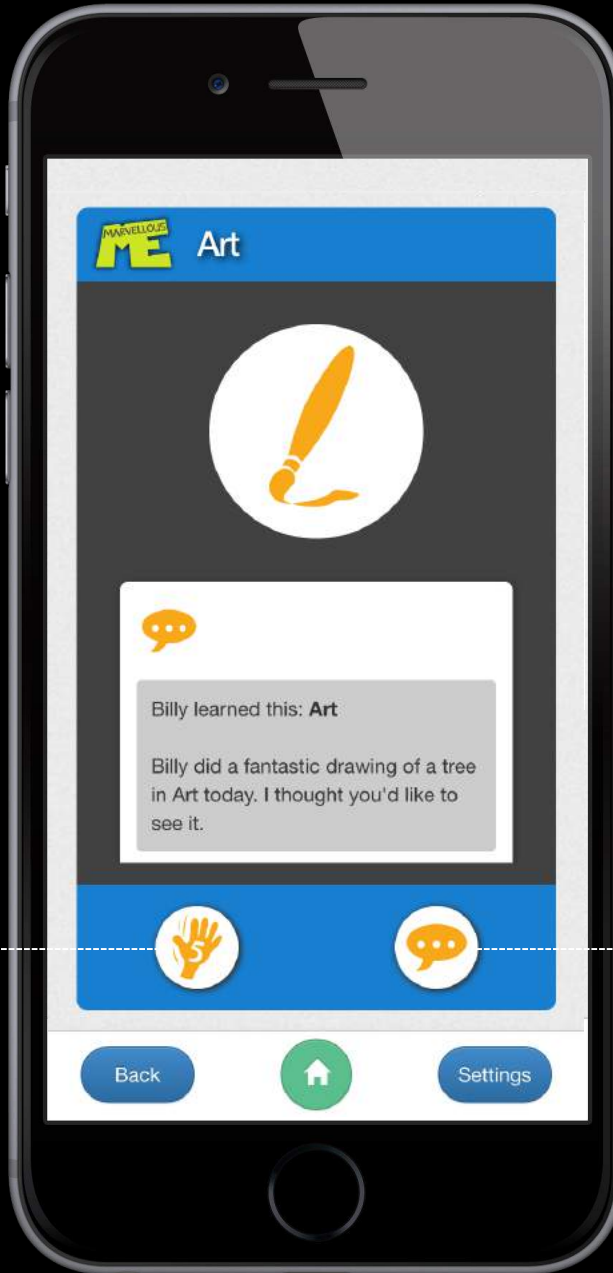 MARVELLOUS
ME
Art
Billy learned this: Art
Billy did a fantastic drawing of a tree
in Art today. I thought you'd like to
see it.
5
Back
Settings